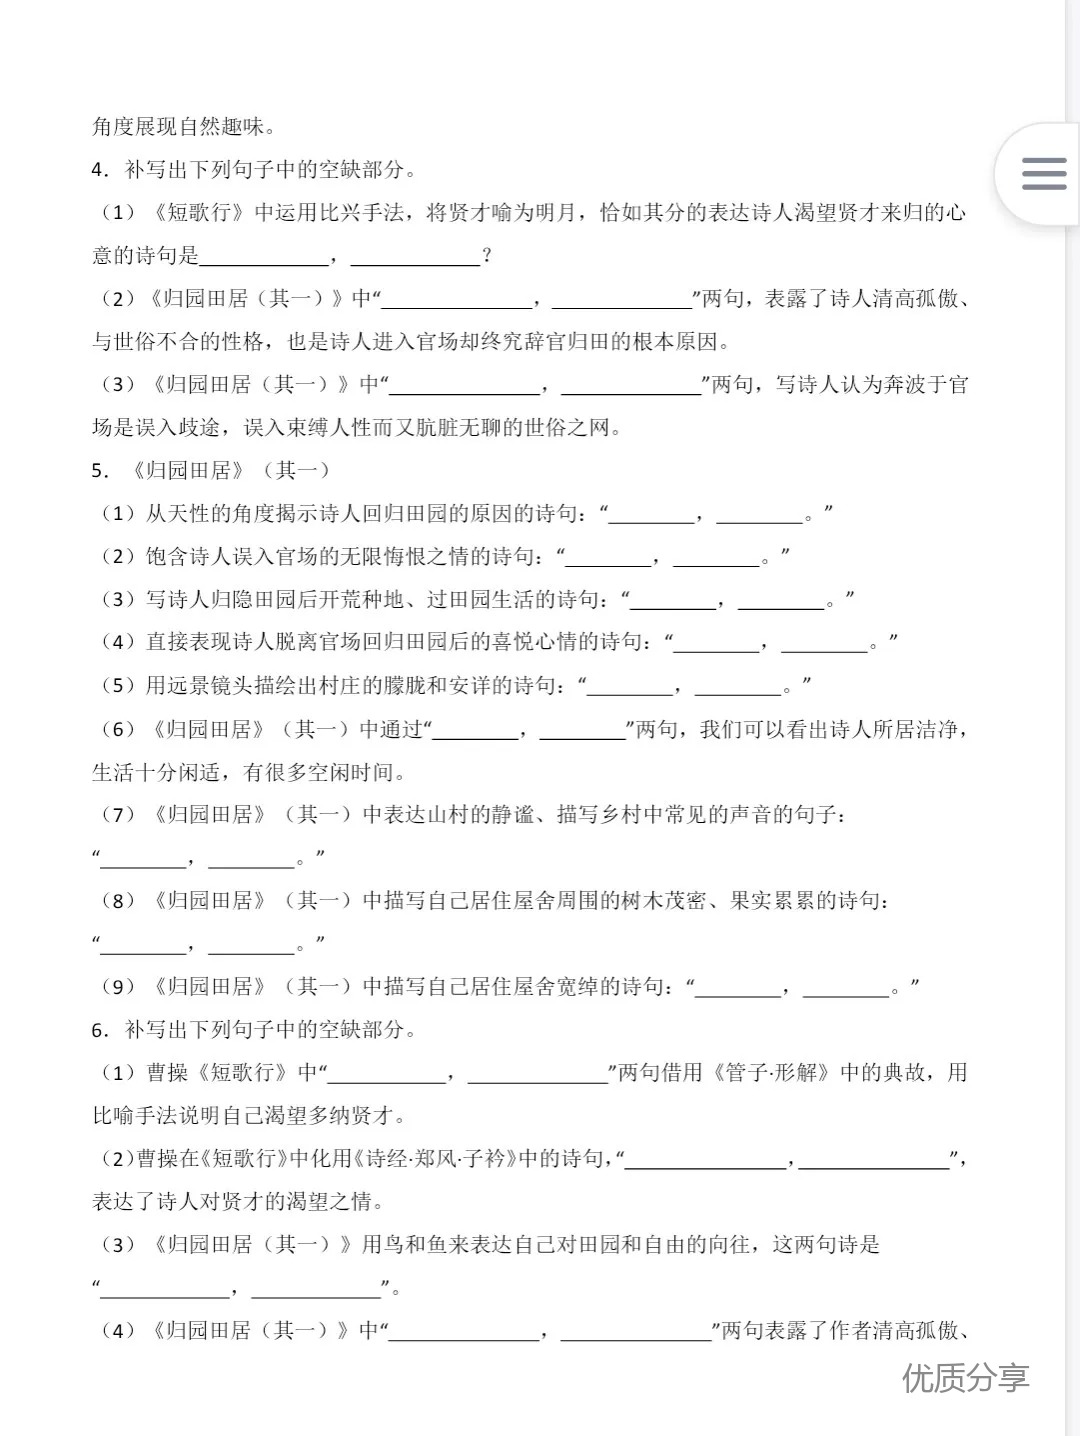 角度展现自然趣味。
4．补写出下列句子中的空缺部分。
（1）《短歌行》中运用比兴手法，将贤才喻为明月，恰如其分的表达诗人渴望贤才来归的心
意的诗句是____________，____________?
（2）《归园田居（其一）》中“______________，_____________”两句，表露了诗人清高孤傲、
与世俗不合的性格，也是诗人进入官场却终究辞官归田的根本原因。
（3）《归园田居（其一）》中“______________，_____________”两句，写诗人认为奔波于官
场是误入歧途，误入束缚人性而又肮脏无聊的世俗之网。
5．《归园田居》（其一）
（1）从天性的角度揭示诗人回归田园的原因的诗句：“________，________。”
（2）饱含诗人误入官场的无限悔恨之情的诗句：“________，________。”
（3）写诗人归隐田园后开荒种地、过田园生活的诗句：“________，________。”
（4）直接表现诗人脱离官场回归田园后的喜悦心情的诗句：“________，________。”
（5）用远景镜头描绘出村庄的朦胧和安详的诗句：“________，________。”
（6）《归园田居》（其一）中通过“________，________”两句，我们可以看出诗人所居洁净，
生活十分闲适，有很多空闲时间。
（7）《归园田居》（其一）中表达山村的静谧、描写乡村中常见的声音的句子：
“________，________。”
（8）《归园田居》（其一）中描写自己居住屋舍周围的树木茂密、果实累累的诗句：
“________，________。”
（9）《归园田居》（其一）中描写自己居住屋舍宽绰的诗句：“________，________。”
6．补写出下列句子中的空缺部分。
（1）曹操《短歌行》中“___________，_____________”两句借用《管子·形解》中的典故，用
比喻手法说明自己渴望多纳贤才。
（2）曹操在《短歌行》中化用《诗经·郑风·子衿》中的诗句，“_______________，______________”，
表达了诗人对贤才的渴望之情。
（3）《归园田居（其一）》用鸟和鱼来表达自己对田园和自由的向往，这两句诗是
“____________，____________”。
（4）《归园田居（其一）》中“______________，______________”两句表露了作者清高孤傲、
优质分享